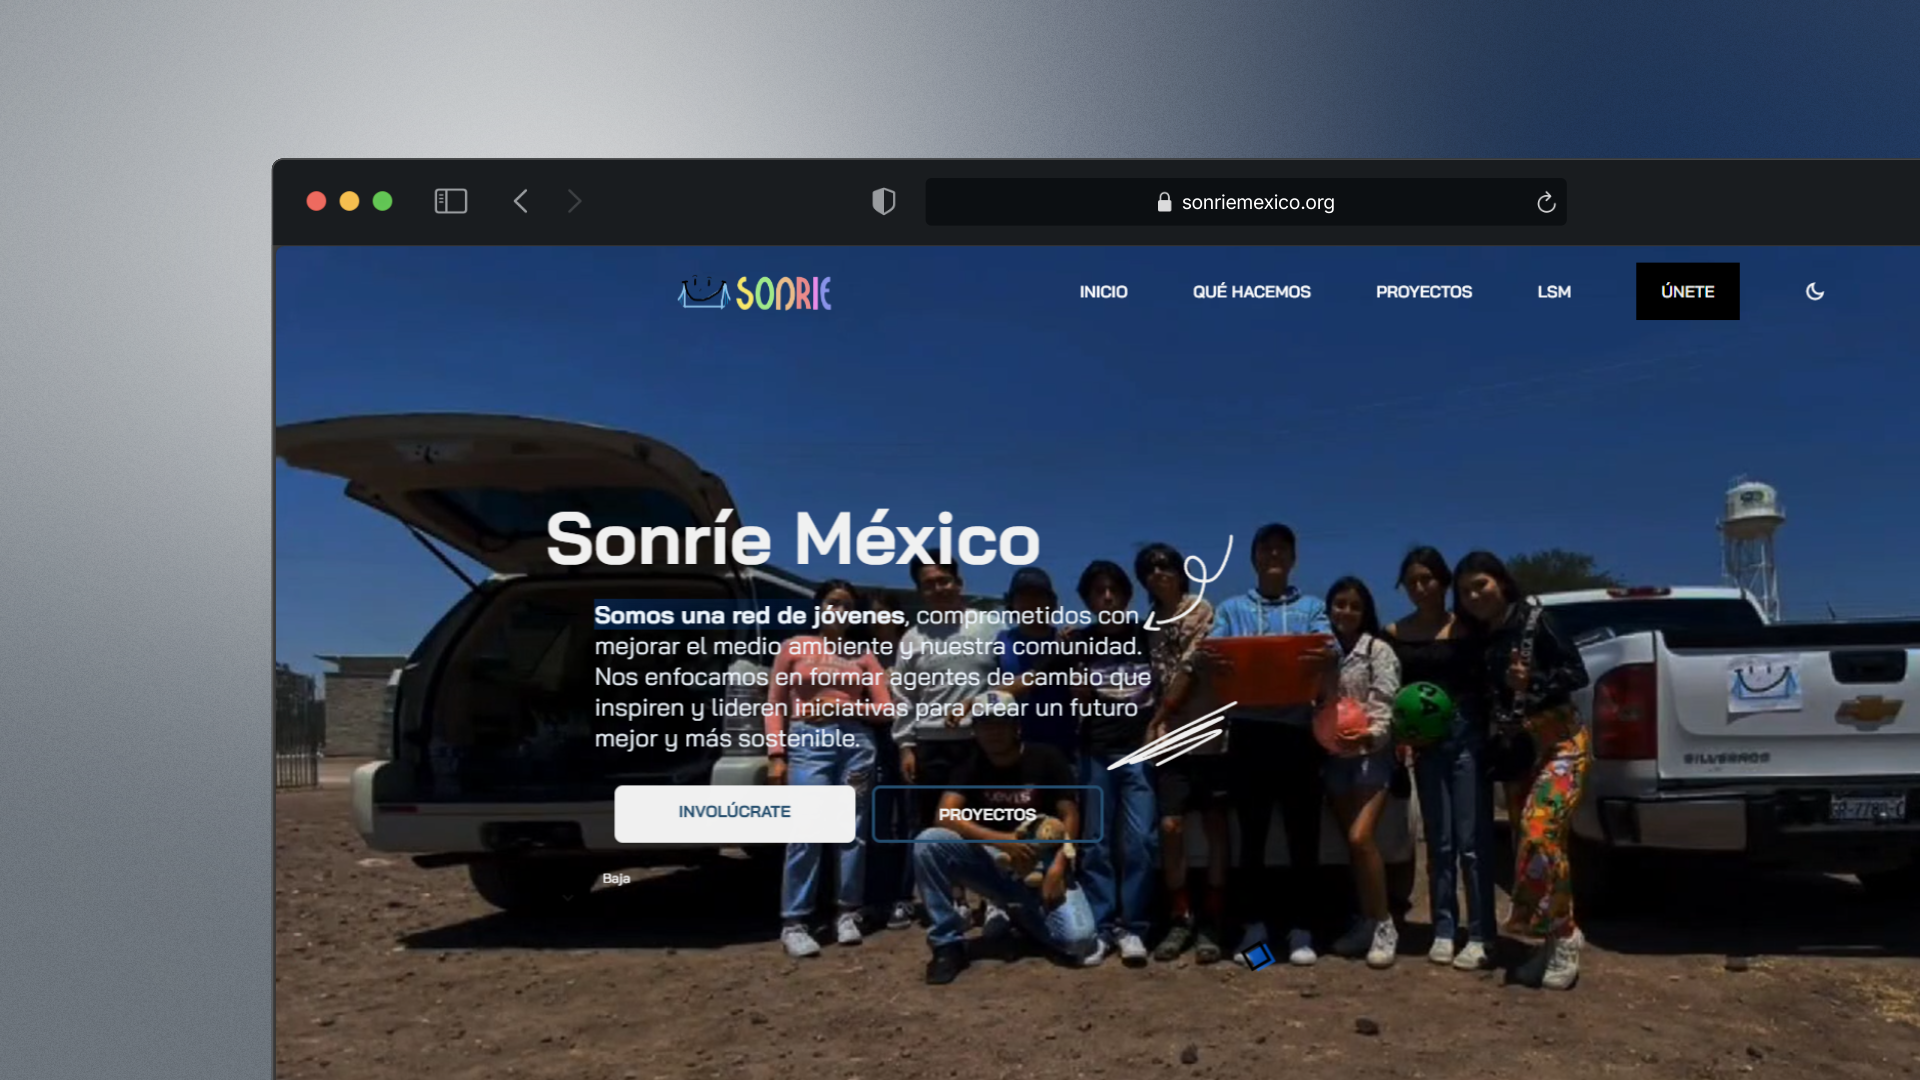 sonriemexico.org
SONRIE
INICIO
QUÉ HACEMOS
PROYECTOS
LSM
ÚNETE
Sonríe México
Somos una red de jóvenes, comprometidos con
mejorar el medio ambiente y nuestra comunidad.
Nos enfocamos en formar agentes de cambio que
inspiren y lideren iniciativas para crear un futuro
mejor y más sostenible.
INVOLÚCRATE
PROYECTOS
Baja
SILVERADO